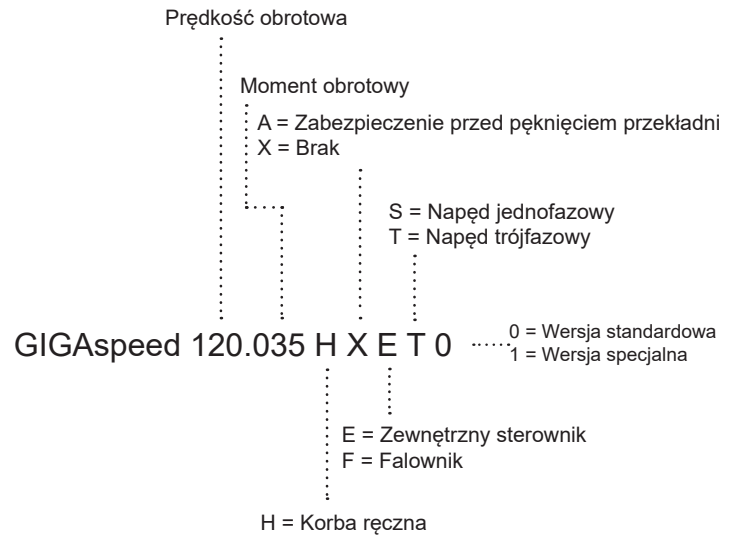 Prędkość obrotowa
Moment obrotowy
A = Zabezpieczenie przed pęknięciem przekładni
X = Brak
S = Napęd jednofazowy
T = Napęd trójfazowy
GIGAspeed 120.035 H X E T 0
0 = Wersja standardowa
1 = Wersja specjalna
E = Zewnętrzny sterownik
F = Falownik
H = Korba ręczna